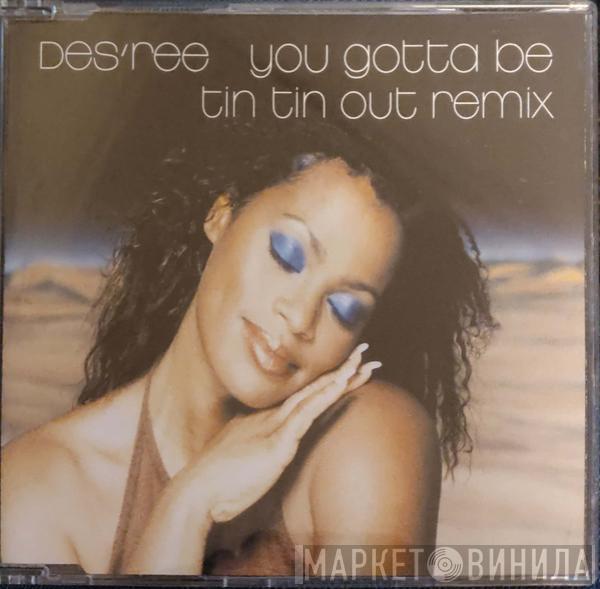 Des'ree you gotta be
tin tin out remix
МАРКЕТ ВИНИЛА